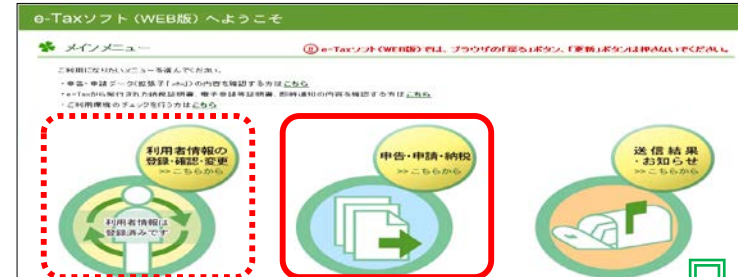 e-Taxソフト(WEB版)へようこそ
メインメニュー
e-Taxソフト(WEB版)では、ブラウザの「戻る」ボタン、「更新」ボタンは押さないでください。
ご利用になりたいメニューを選んでください。
・申告・申請データ(拡張子「.xtx」)の内容を確認する方はこちら
・e-Taxから発行された納税証明書、電子申請等証明書、即時通知の内容を確認する方はこちら
・ご利用環境のチェックを行う方はこちら
利用者情報の
登録・確認・変更
>>こちらから
利用者情報は
登録済みです
申告・申請・納税
>>こちらから
送信結果
・お知らせ
>>こちらから